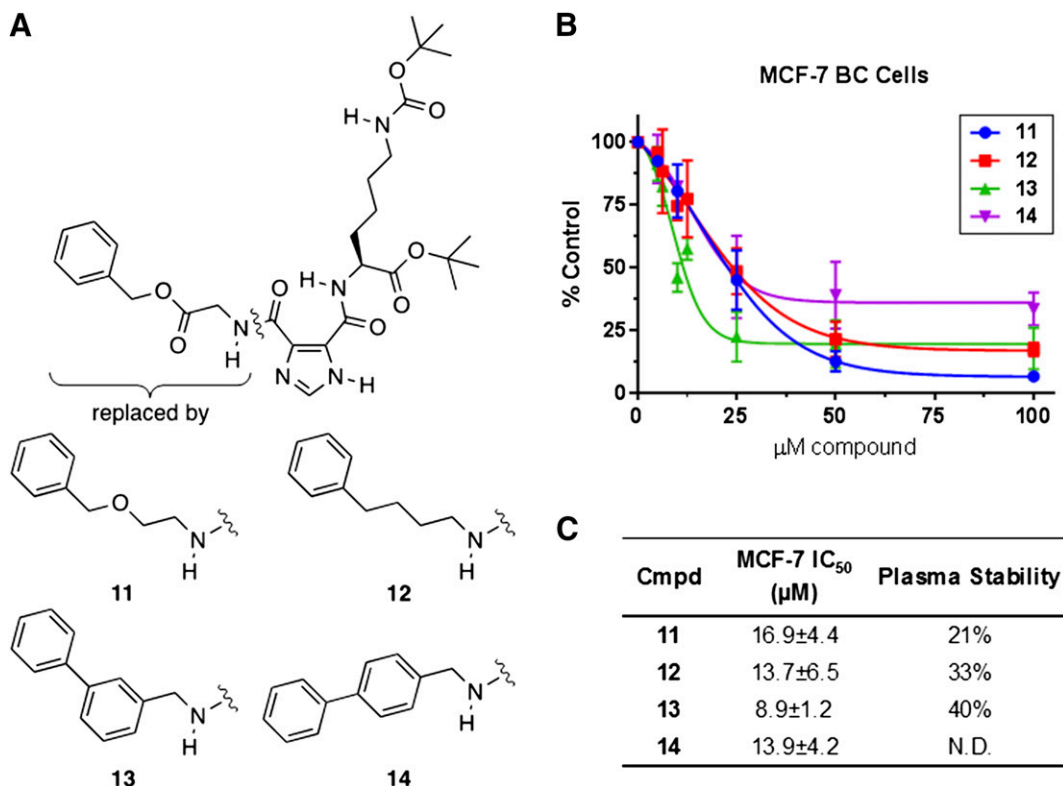 A
H
N
O
O
O
O
O
O
N
H
O
H
N
O
O
N
N
H
replaced by
O
N
H
11
N
H
12
N
H
13
N
H
14
B
MCF-7 BC Cells
% Control
100
75
50
25
0
0
25
50
75
100
µM compound
11
12
13
14
C
Cmpd MCF-7 IC50 (µM) Plasma Stability
11 16.9±4.4 21%
12 13.7±6.5 33%
13 8.9±1.2 40%
14 13.9±4.2 N.D.